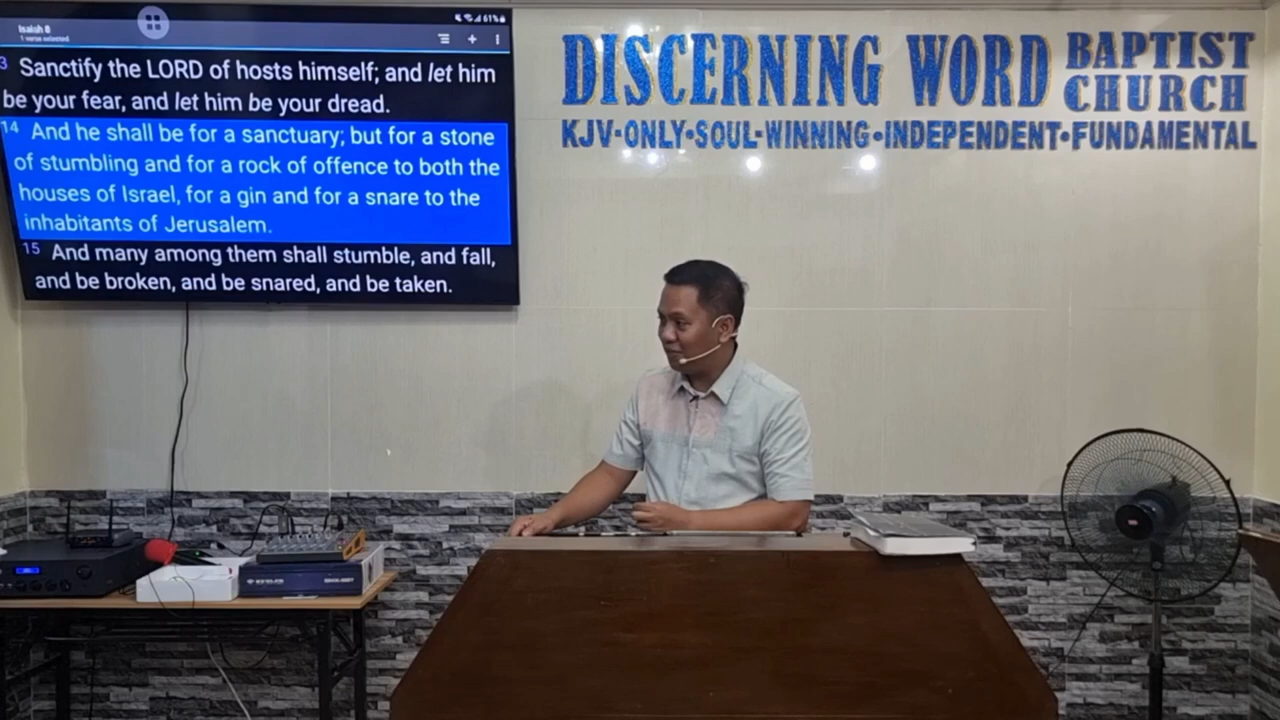 Isaiah 8
1 verse selected
61%
3 Sanctify the LORD of hosts himself; and let him
be your fear, and let him be your dread.
14 And he shall be for a sanctuary; but for a stone
of stumbling and for a rock of offence to both the
houses of Israel, for a gin and for a snare to the
inhabitants of Jerusalem.
15 And many among them shall stumble, and fall,
and be broken, and be snared, and be taken.
DISCERNING WORD BAPTIST
CHURCH
KJV-ONLY•SOUL-WINNING•INDEPENDENT•FUNDAMENTAL